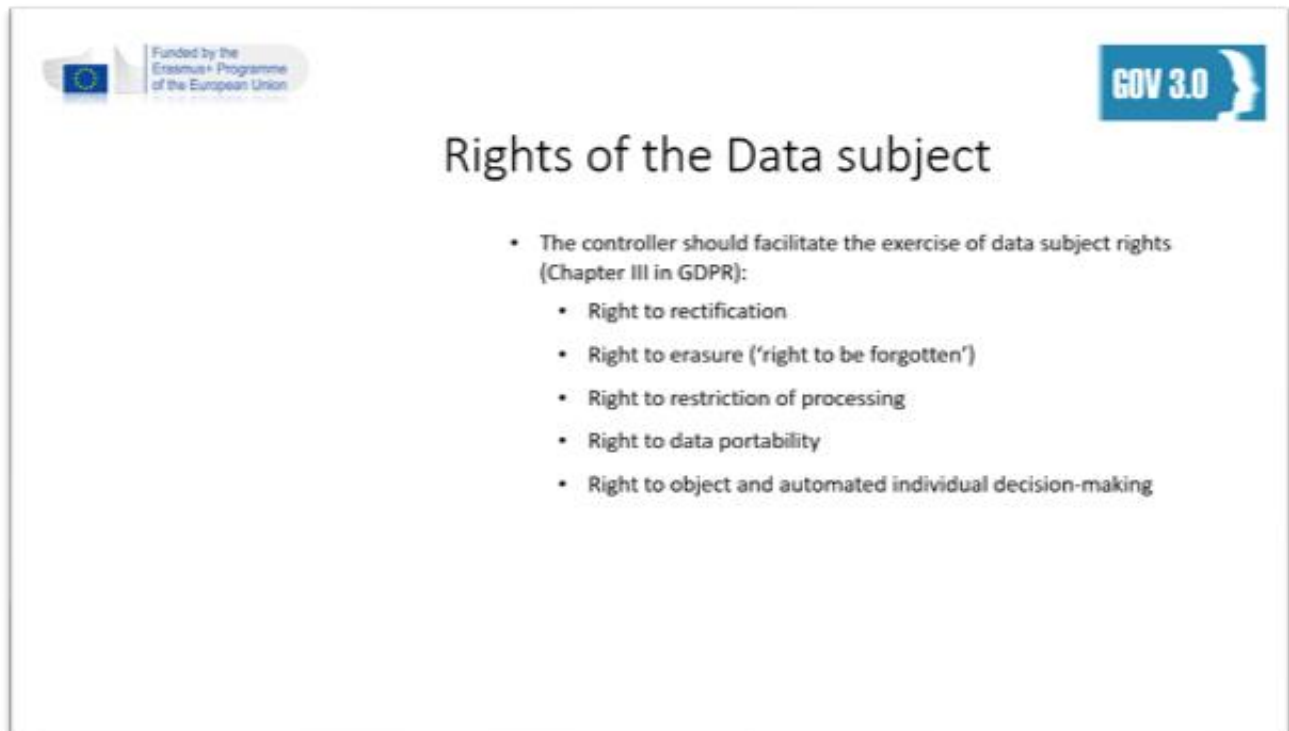 Funded by the
Erasmus+ Programme
of the European Union
GOV 3.0
Rights of the Data subject
• The controller should facilitate the exercise of data subject rights
(Chapter III in GDPR):
• Right to rectification
• Right to erasure (‘right to be forgotten’)
• Right to restriction of processing
• Right to data portability
• Right to object and automated individual decision-making